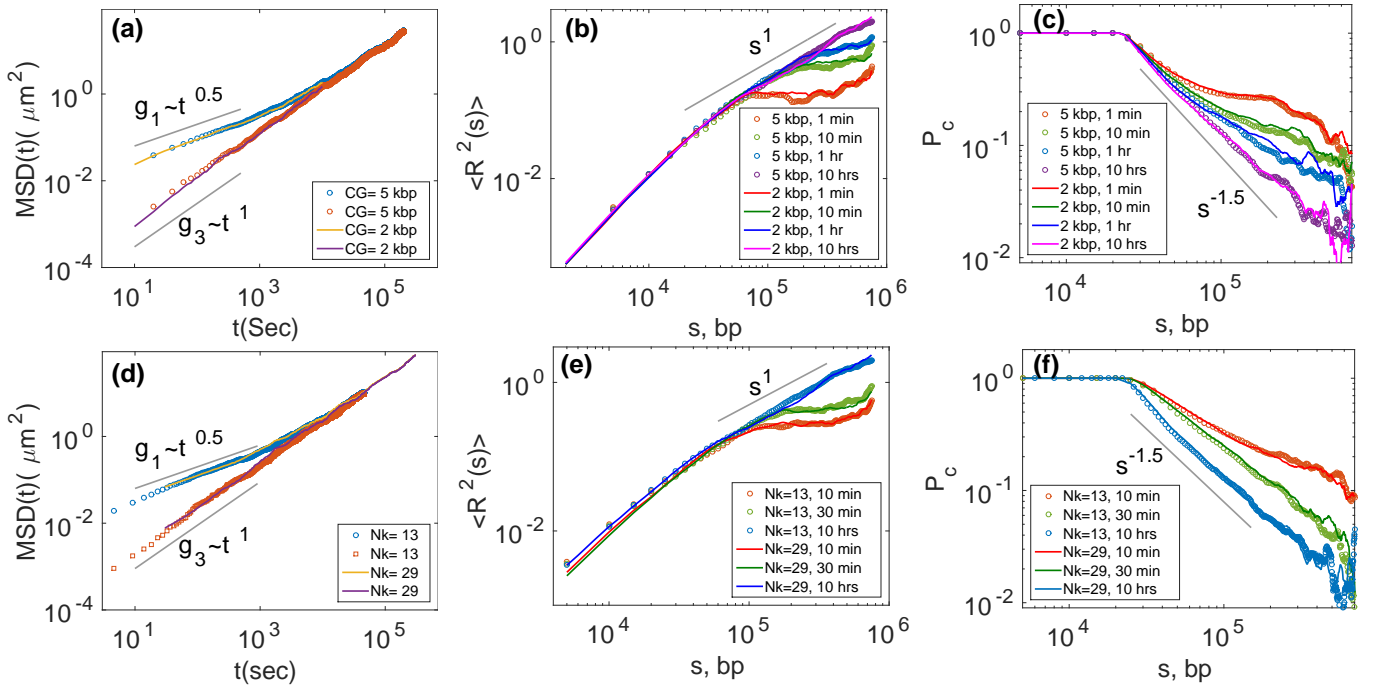 (a)
MSD(t)( μm²)
10⁰
10⁻²
10⁻⁴
g₁~t ⁰·⁵
g₃~t ¹
CG= 5 kbp
CG= 5 kbp
CG= 2 kbp
CG= 2 kbp
10¹
10³
10⁵
t(Sec)
(b)
<R ²(s)>
10⁰
10⁻²
s¹
5 kbp, 1 min
5 kbp, 10 min
5 kbp, 1 hr
5 kbp, 10 hrs
2 kbp, 1 min
2 kbp, 10 min
2 kbp, 1 hr
2 kbp, 10 hrs
10⁴
10⁵
10⁶
s, bp
(c)
P_c
10⁰
10⁻¹
10⁻²
5 kbp, 1 min
5 kbp, 10 min
5 kbp, 1 hr
5 kbp, 10 hrs
2 kbp, 1 min
2 kbp, 10 min
2 kbp, 1 hr
2 kbp, 10 hrs
s⁻¹·⁵
10⁴
10⁵
s, bp
(d)
MSD(t)( μm²)
10⁰
10⁻²
10⁻⁴
g₁~t ⁰·⁵
g₃~t ¹
Nk= 13
Nk= 13
Nk= 29
Nk= 29
10¹
10³
10⁵
t(sec)
(e)
<R ²(s)>
10⁰
10⁻²
s¹
Nk=13, 10 min
Nk=13, 30 min
Nk=13, 10 hrs
Nk=29, 10 min
Nk=29, 30 min
Nk=29, 10 hrs
10⁴
10⁵
10⁶
s, bp
(f)
P_c
10⁰
10⁻¹
10⁻²
s⁻¹·⁵
Nk=13, 10 min
Nk=13, 30 min
Nk=13, 10 hrs
Nk=29, 10 min
Nk=29, 30 min
Nk=29, 10 hrs
10⁴
10⁵
s, bp